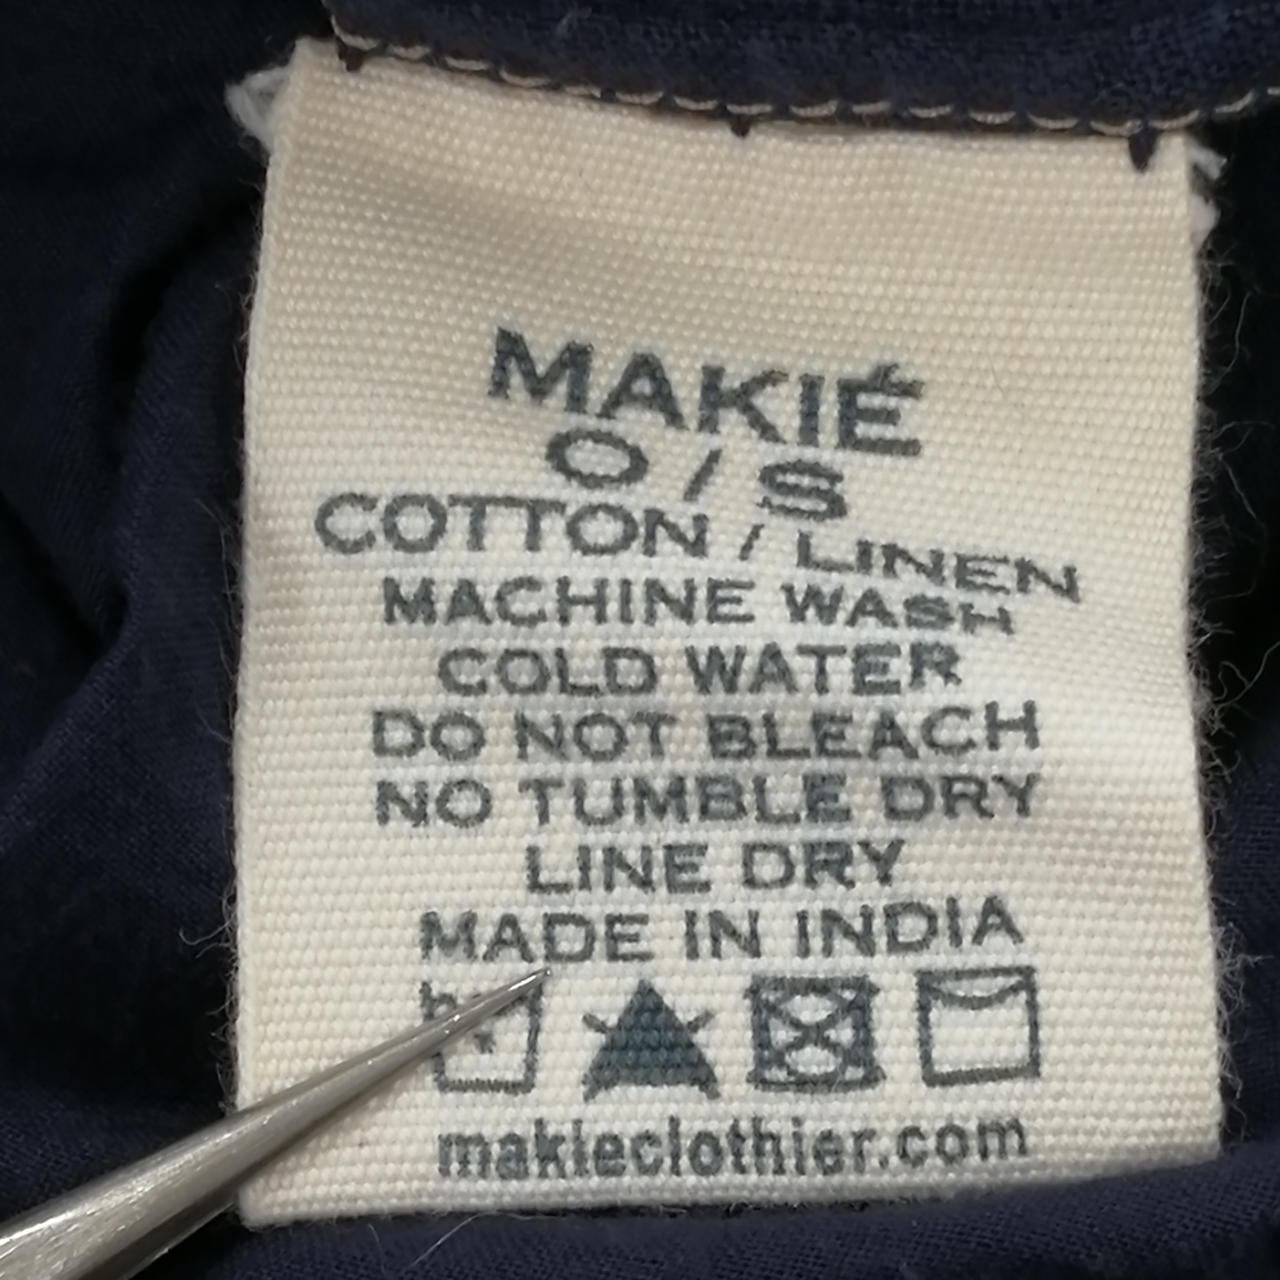 MAKIÉ
O / S
COTTON / LINEN
MACHINE WASH
COLD WATER
DO NOT BLEACH
NO TUMBLE DRY
LINE DRY
MADE IN INDIA
makieclothier.com